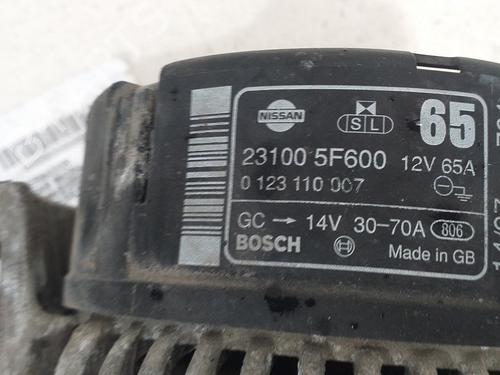 NISSAN
S L
65
23100 5F600 12V 65A
0 123 110 007
GC → 14V 30-70A 806
BOSCH
Made in GB